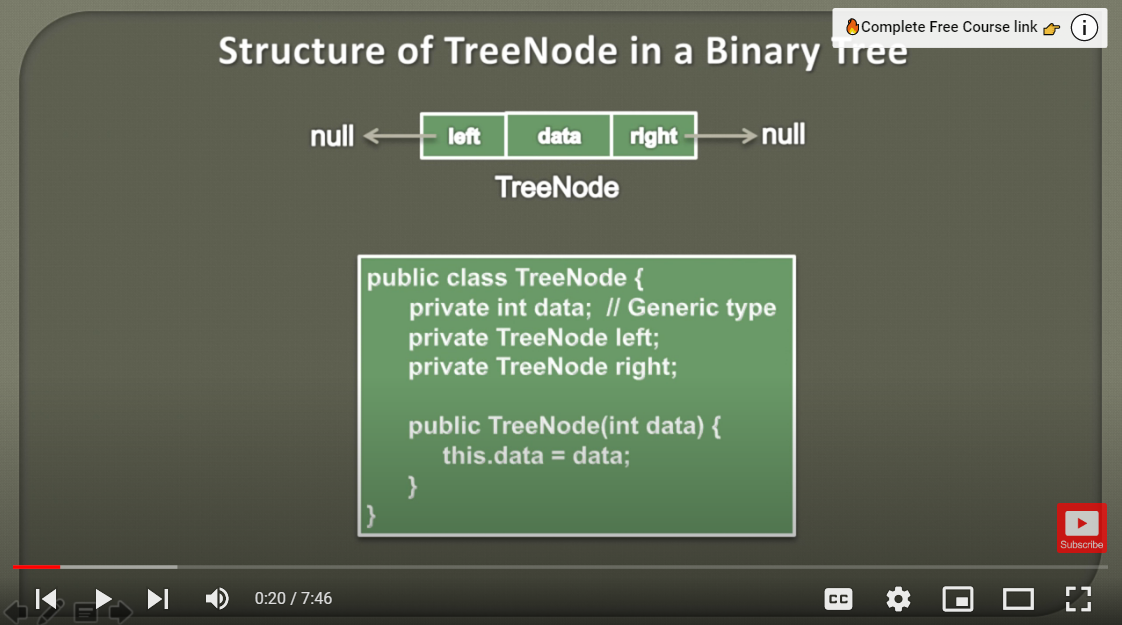 🔥Complete Free Course link 👉
Structure of TreeNode in a Binary Tree
null left data right null
TreeNode
public class TreeNode {
private int data; // Generic type
private TreeNode left;
private TreeNode right;
public TreeNode(int data) {
this.data = data;
}
}
Subscribe
0:20 / 7:46
CC